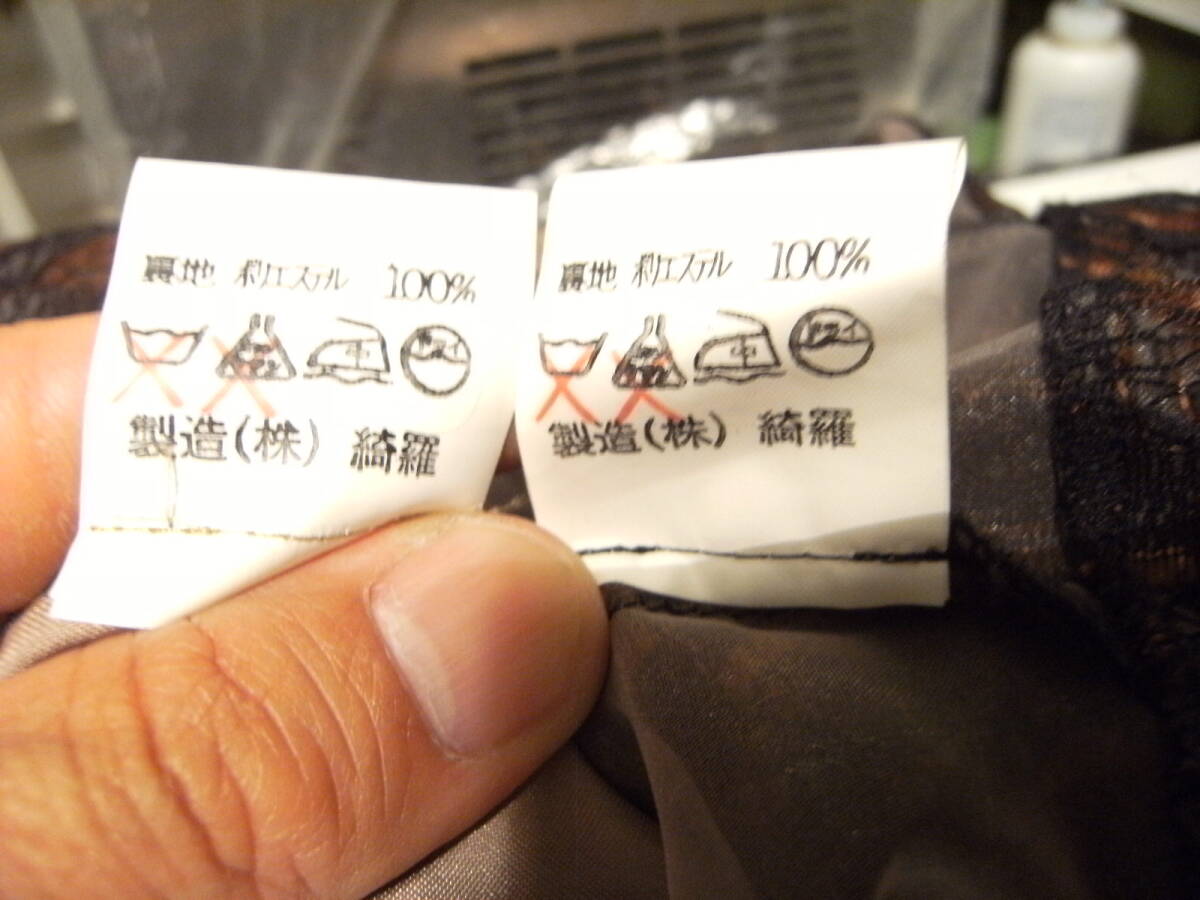 裏地 ポリエステル 100%
製造(株) 綺羅
裏地 ポリエステル 100%
製造(株) 綺羅